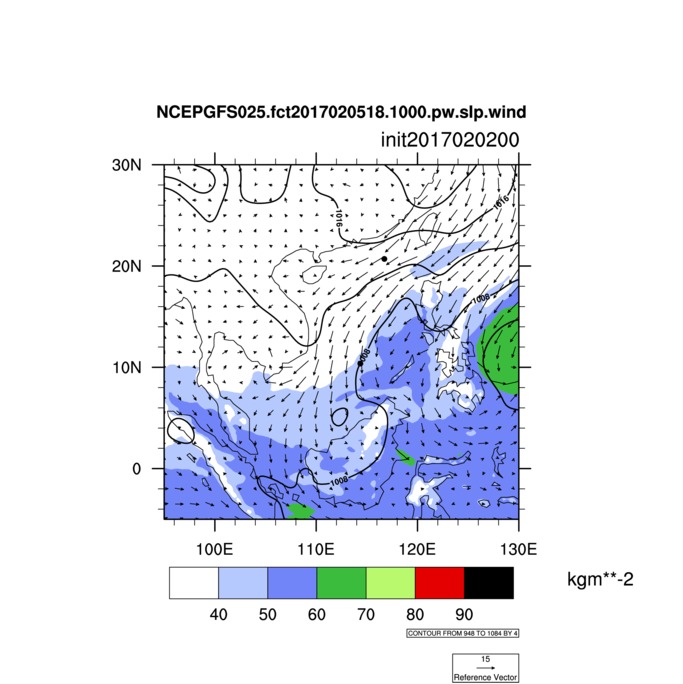 NCEPGFS025.fct2017020518.1000.pw.slp.wind
init2017020200
30N
20N
10N
0
1016
1016
1008
1008
1008
100E
110E
120E
130E
kgm**-2
40
50
60
70
80
90
CONTOUR FROM 948 TO 1084 BY 4
15
Reference Vector